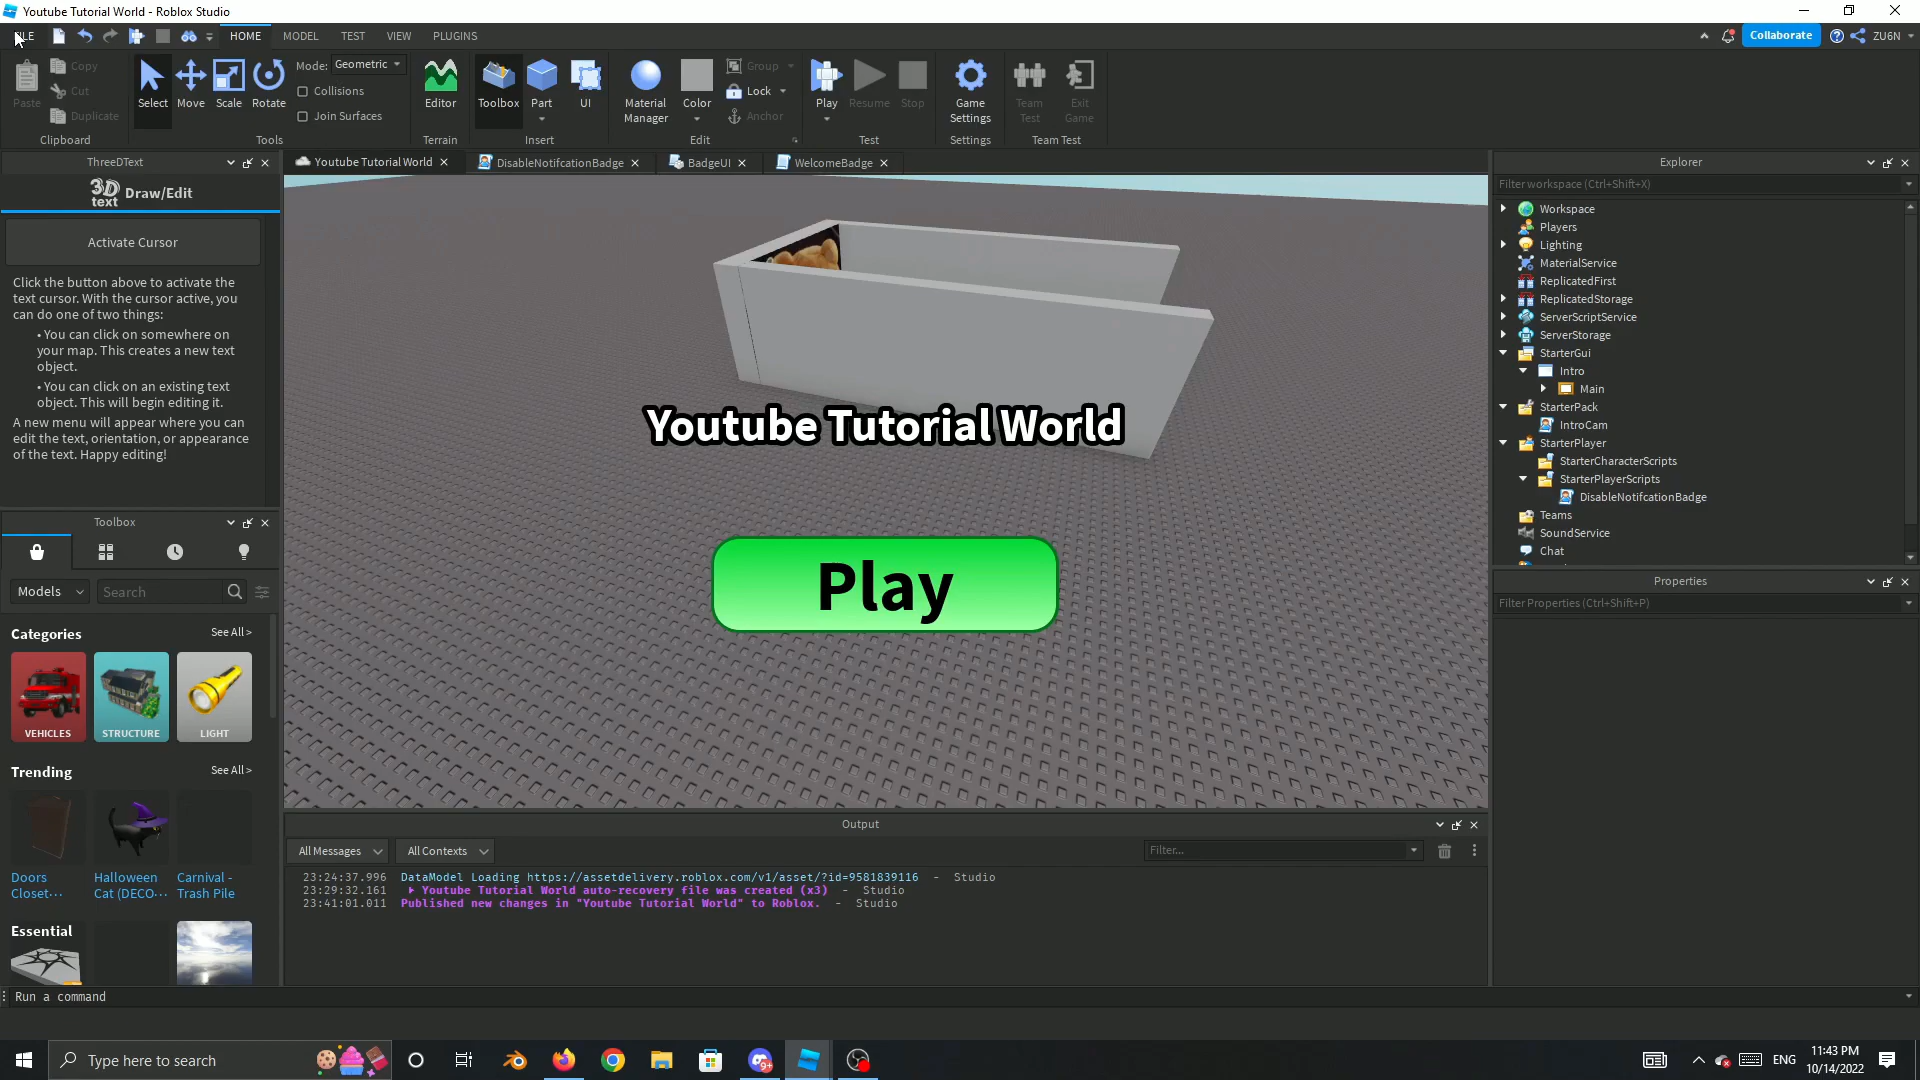 Youtube Tutorial World - Roblox Studio
FILE
HOME
MODEL
TEST
VIEW
PLUGINS
Collaborate
ZU6N
Paste
Copy
Cut
Duplicate
Clipboard
Select
Move
Scale
Rotate
Mode:
Geometric
Collisions
Join Surfaces
Tools
Editor
Terrain
Toolbox
Part
UI
Insert
Material
Manager
Color
Group
Lock
Anchor
Edit
Play
Resume
Stop
Test
Game
Settings
Settings
Team
Test
Exit
Game
Team Test
ThreeDText
3D
text
Draw/Edit
Activate Cursor
Click the button above to activate the
text cursor. With the cursor active, you
can do one of two things:
• You can click on somewhere on
your map. This creates a new text
object.
• You can click on an existing text
object. This will begin editing it.
A new menu will appear where you can
edit the text, orientation, or appearance
of the text. Happy editing!
Toolbox
Models
Search
Categories
See All >
VEHICLES
STRUCTURE
LIGHT
Trending
See All >
Doors
Closet...
Halloween
Cat (DECO...
Carnival -
Trash Pile
Essential
Youtube Tutorial World
DisableNotifcationBadge
BadgeUI
WelcomeBadge
Youtube Tutorial World
Play
Output
All Messages
All Contexts
Filter...
23:24:37.996 DataModel Loading https://assetdelivery.roblox.com/v1/asset/?id=9581839116 - Studio
23:29:32.161 Youtube Tutorial World auto-recovery file was created (x3) - Studio
23:41:01.011 Published new changes in "Youtube Tutorial World" to Roblox. - Studio
Explorer
Filter workspace (Ctrl+Shift+X)
Workspace
Players
Lighting
MaterialService
ReplicatedFirst
ReplicatedStorage
ServerScriptService
ServerStorage
StarterGui
Intro
Main
StarterPack
IntroCam
StarterPlayer
StarterCharacterScripts
StarterPlayerScripts
DisableNotifcationBadge
Teams
SoundService
Chat
Properties
Filter Properties (Ctrl+Shift+P)
Run a command
Type here to search
ENG
11:43 PM
10/14/2022